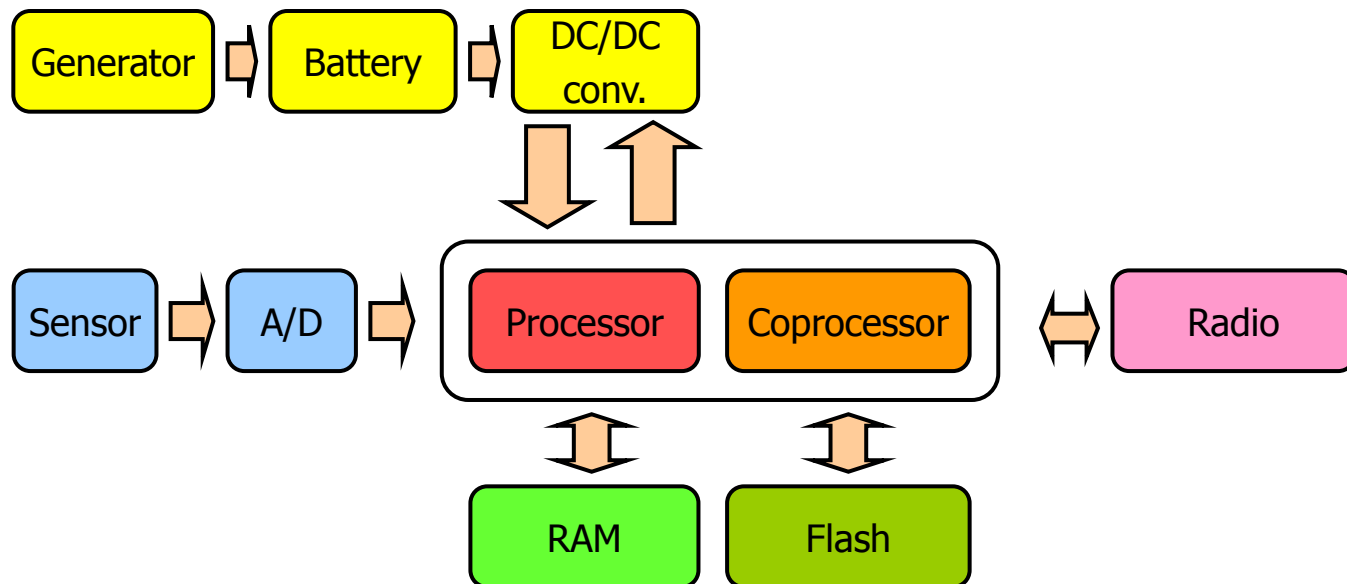 Generator
Battery
DC/DC
conv.
Sensor
A/D
Processor
Coprocessor
Radio
RAM
Flash